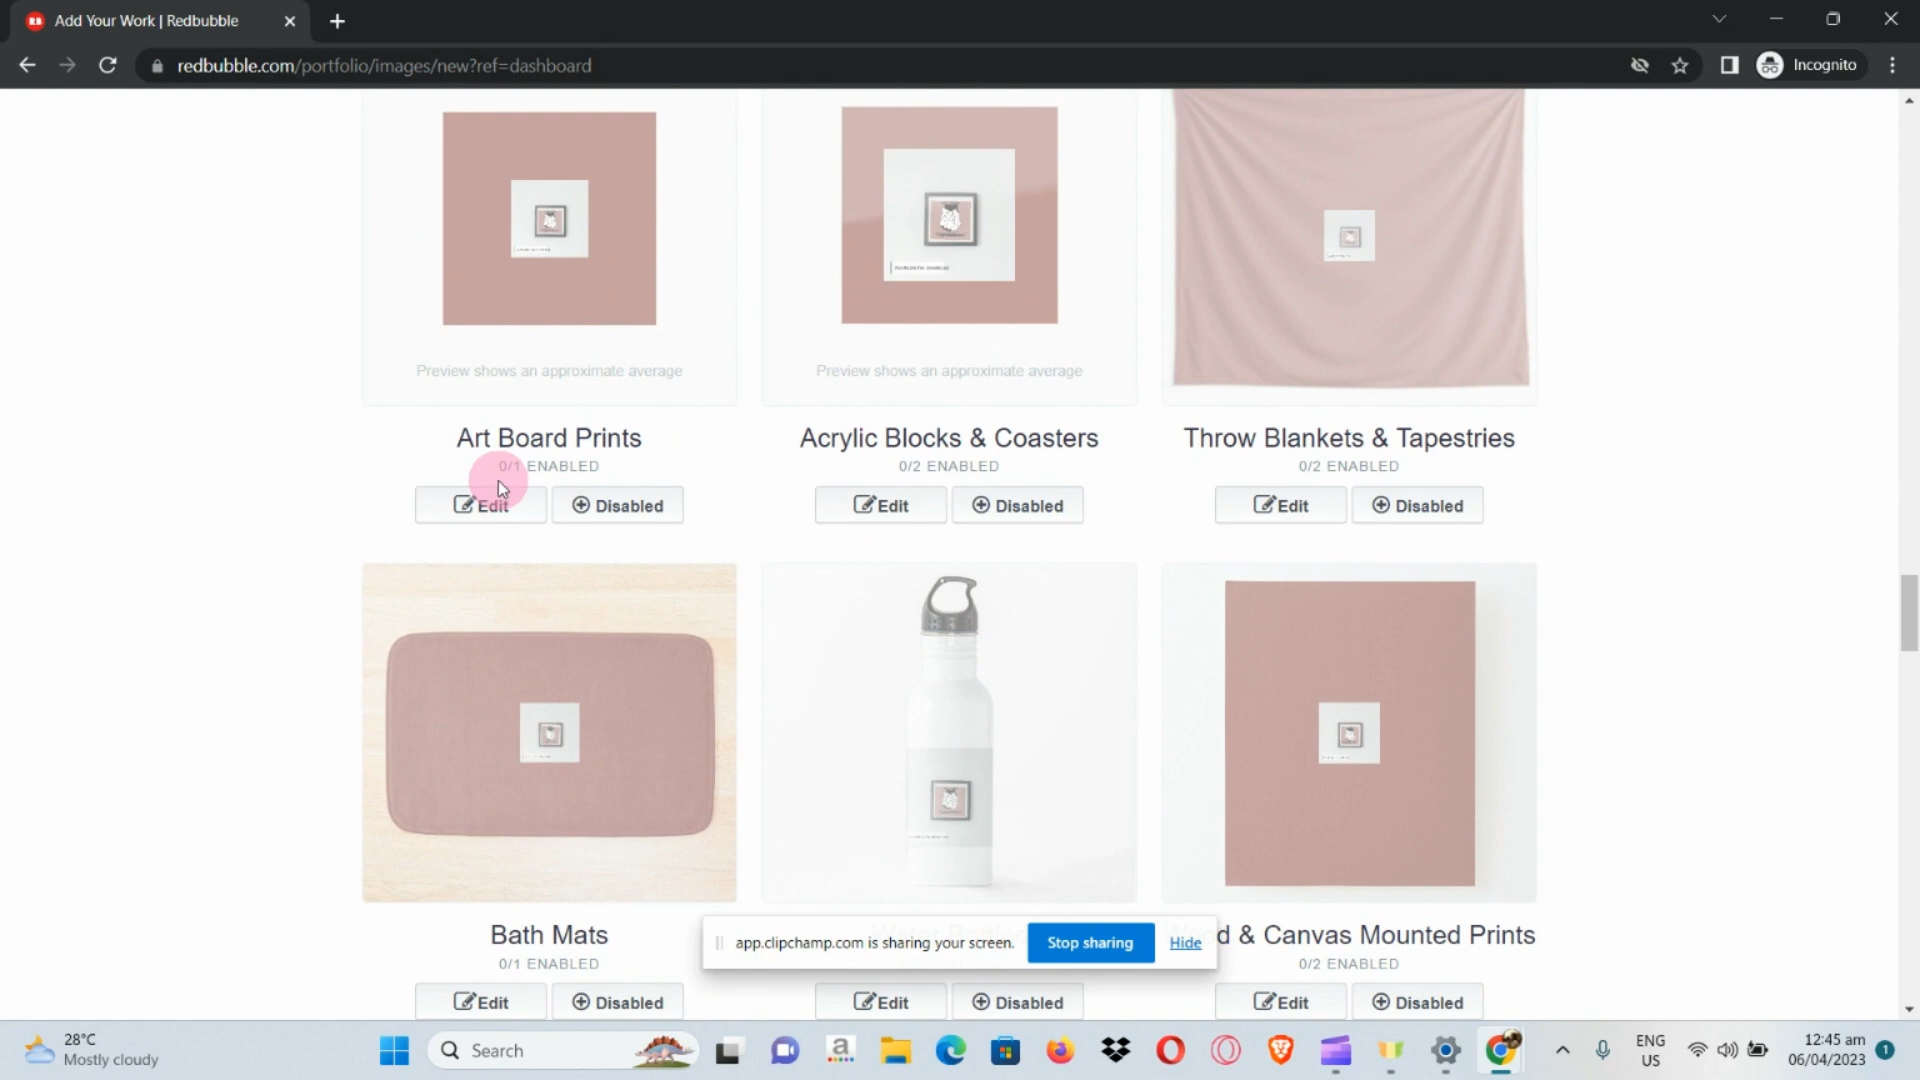 Add Your Work | Redbubble
redbubble.com/portfolio/images/new?ref=dashboard
Incognito
Preview shows an approximate average
Preview shows an approximate average
Art Board Prints
0/1 ENABLED
Edit
Disabled
Acrylic Blocks & Coasters
0/2 ENABLED
Edit
Disabled
Throw Blankets & Tapestries
0/2 ENABLED
Edit
Disabled
Bath Mats
0/1 ENABLED
Edit
Disabled
app.clipchamp.com is sharing your screen.
Stop sharing
Hide
Edit
Disabled
d & Canvas Mounted Prints
0/2 ENABLED
Edit
Disabled
28°C
Mostly cloudy
Search
ENG
US
12:45 am
06/04/2023
1